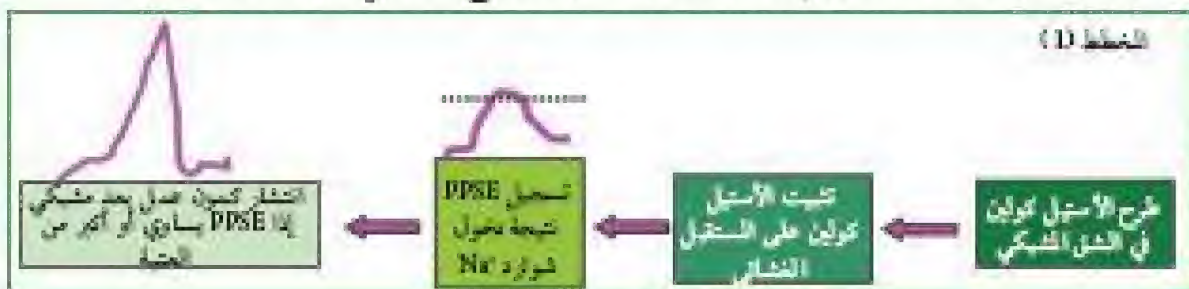 المخطط (1)
طرح الأستيل كولين
في الشق المشبكي
تثبيت الأستيل
كولين على المستقبل
الغشائي
تسجيل PPSE
نتيجة دخول
شوارد Na⁺
انتشار كمون عمل بعد مشبكي
إذا PPSE يساوي أو أكبر من
العتبة